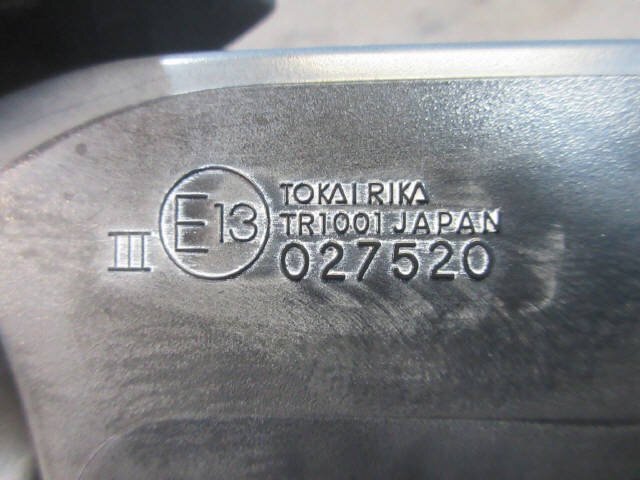 TOKAI RIKA
TR1001 JAPAN
III E13 027520